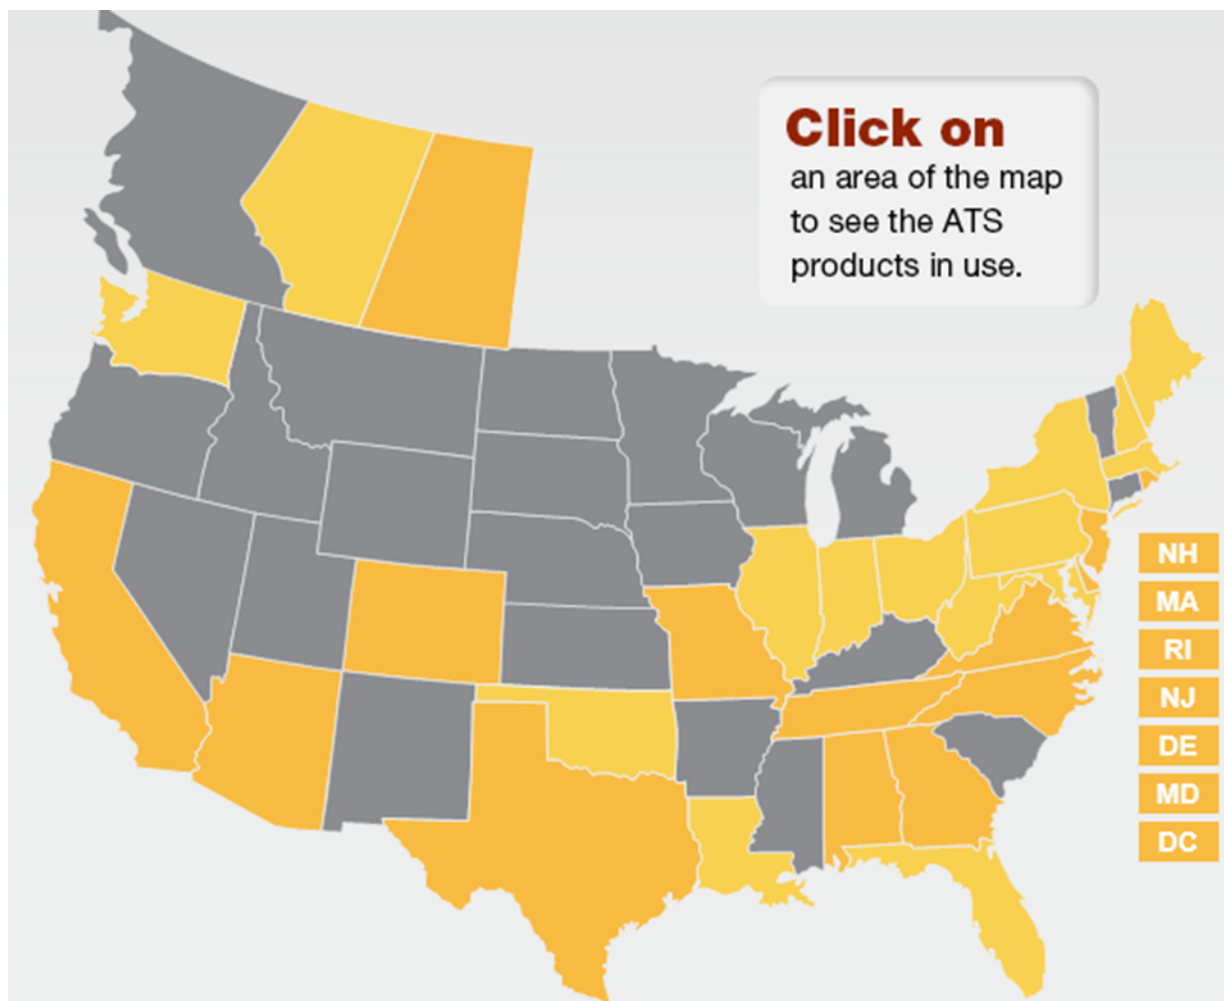 Click on
an area of the map
to see the ATS
products in use.
NH
MA
RI
NJ
DE
MD
DC